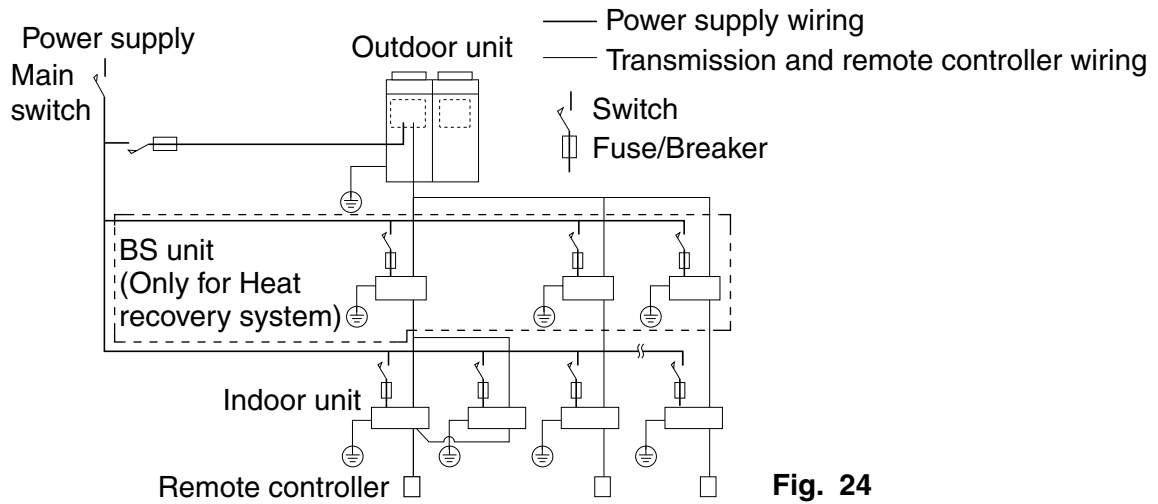 Power supply
Main
switch
Outdoor unit
Power supply wiring
Transmission and remote controller wiring
Switch
Fuse/Breaker
BS unit
(Only for Heat
recovery system)
Indoor unit
Remote controller
Fig. 24